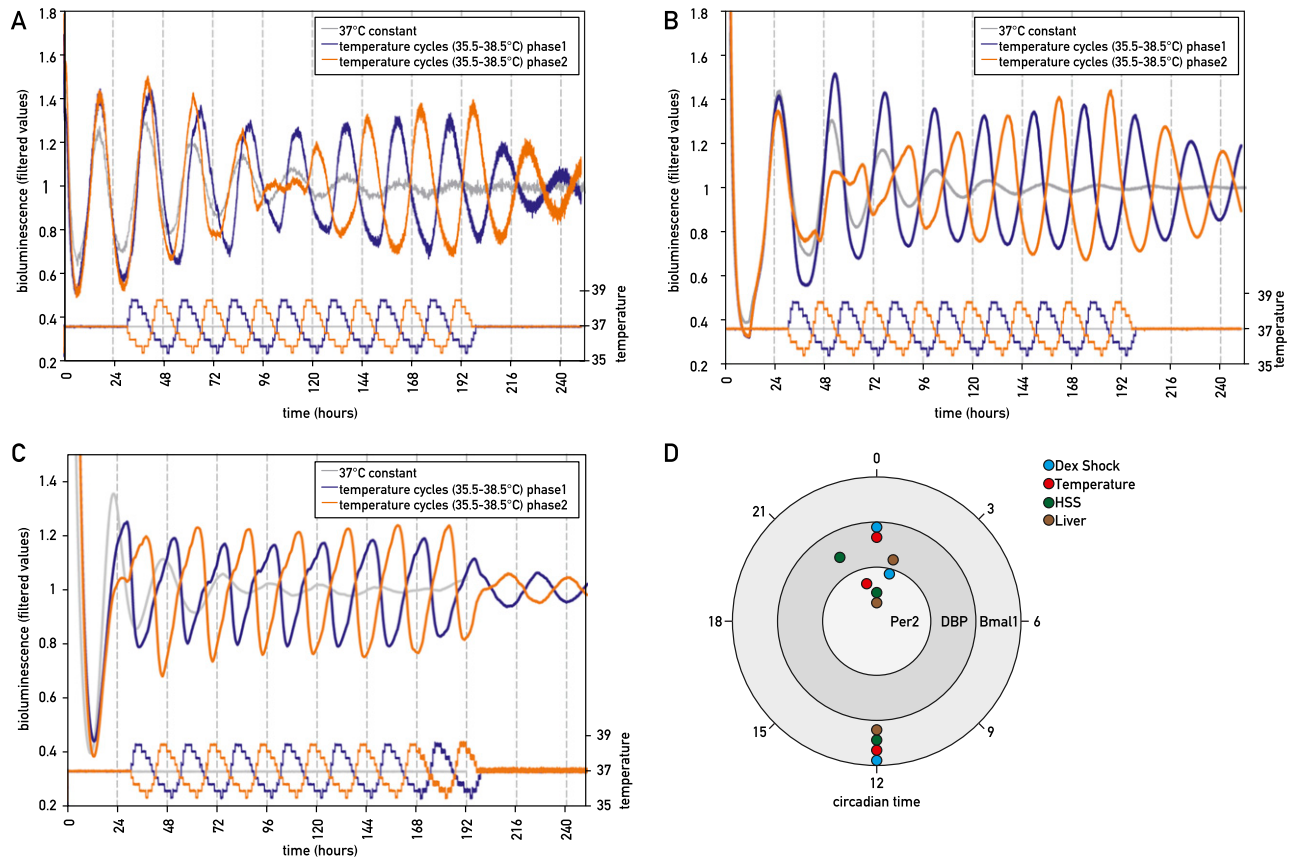 A
37°C constant
temperature cycles (35.5-38.5°C) phase1
temperature cycles (35.5-38.5°C) phase2
bioluminescence (filtered values)
1.8
1.6
1.4
1.2
1
0.8
0.6
0.4
0.2
39
37
35
temperature
0
24
48
72
96
120
144
168
192
216
240
time (hours)
B
37°C constant
temperature cycles (35.5-38.5°C) phase1
temperature cycles (35.5-38.5°C) phase2
bioluminescence (filtered values)
1.8
1.6
1.4
1.2
1
0.8
0.6
0.4
0.2
39
37
35
temperature
0
24
48
72
96
120
144
168
192
216
240
time (hours)
C
37°C constant
temperature cycles (35.5-38.5°C) phase1
temperature cycles (35.5-38.5°C) phase2
bioluminescence (filtered values)
1.4
1.2
1
0.8
0.6
0.4
0.2
39
37
35
temperature
0
24
48
72
96
120
144
168
192
216
240
time (hours)
D
0
3
6
9
12
15
18
21
Per2
DBP
Bmal1
circadian time
Dex Shock
Temperature
HSS
Liver